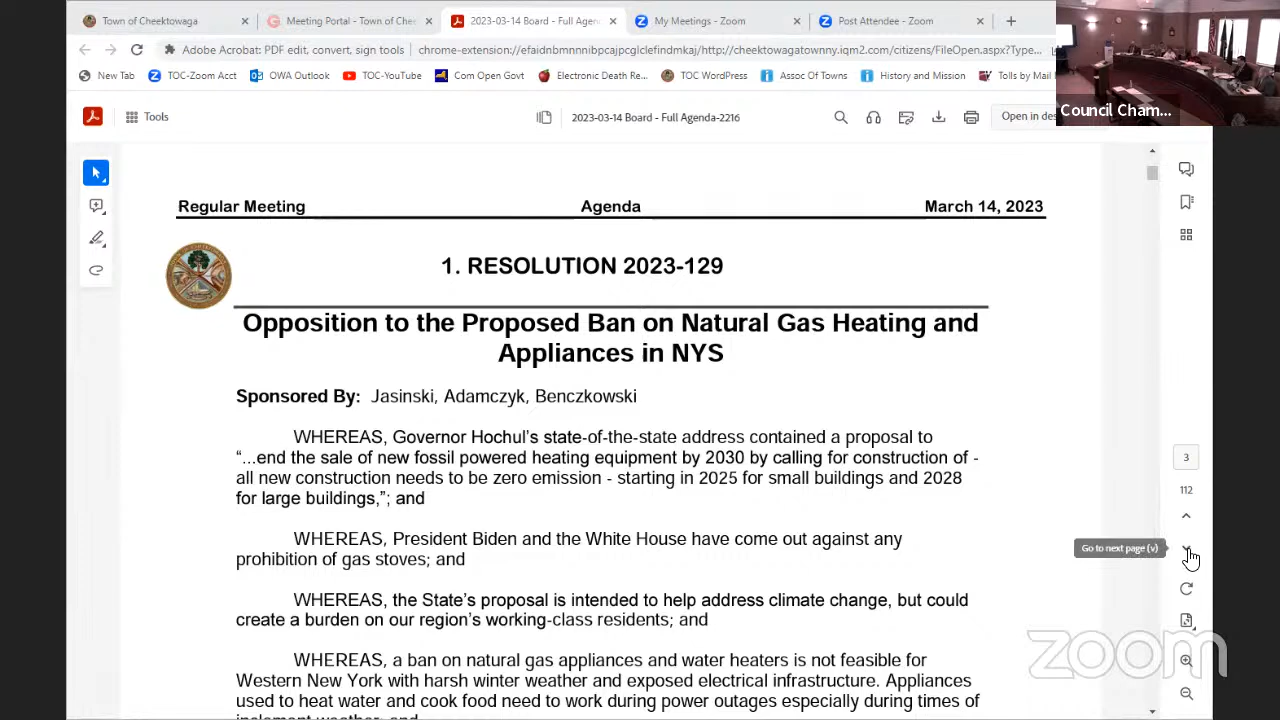 Town of Cheektowaga
Meeting Portal - Town of Chee
2023-03-14 Board - Full Agenda
My Meetings - Zoom
Post Attendee - Zoom
Adobe Acrobat: PDF edit, convert, sign tools
chrome-extension://efaidnbmnnnibpcajpcglclefindmkaj/http://cheektowagatownny.iqm2.com/citizens/FileOpen.aspx?Type...
New Tab
TOC-Zoom Acct
OWA Outlook
TOC-YouTube
Com Open Govt
Electronic Death Re...
TOC WordPress
Assoc Of Towns
History and Mission
Tolls by Mail
Council Cham...
Tools
2023-03-14 Board - Full Agenda-2216
Open in des
Regular Meeting Agenda March 14, 2023
1. RESOLUTION 2023-129
Opposition to the Proposed Ban on Natural Gas Heating and
Appliances in NYS
Sponsored By: Jasinski, Adamczyk, Benczkowski
WHEREAS, Governor Hochul's state-of-the-state address contained a proposal to
“...end the sale of new fossil powered heating equipment by 2030 by calling for construction of -
all new construction needs to be zero emission - starting in 2025 for small buildings and 2028
for large buildings,”; and
WHEREAS, President Biden and the White House have come out against any
prohibition of gas stoves; and
WHEREAS, the State's proposal is intended to help address climate change, but could
create a burden on our region's working-class residents; and
WHEREAS, a ban on natural gas appliances and water heaters is not feasible for
Western New York with harsh winter weather and exposed electrical infrastructure. Appliances
used to heat water and cook food need to work during power outages especially during times of
inclement weather; and
3
112
Go to next page (v)
zoom